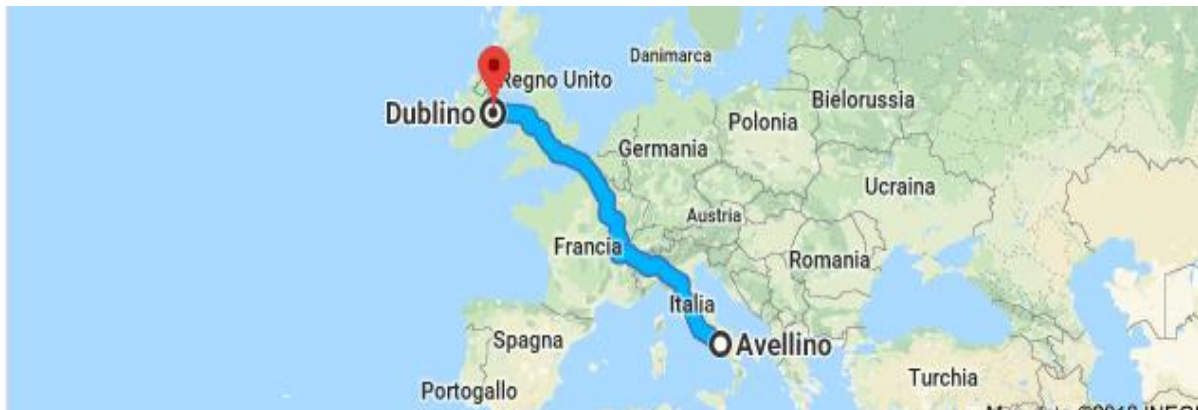 Danimarca
Regno Unito
Dublino
Bielorussia
Polonia
Germania
Ucraina
Austria
Francia
Romania
Italia
Spagna
Avellino
Turchia
Portogallo